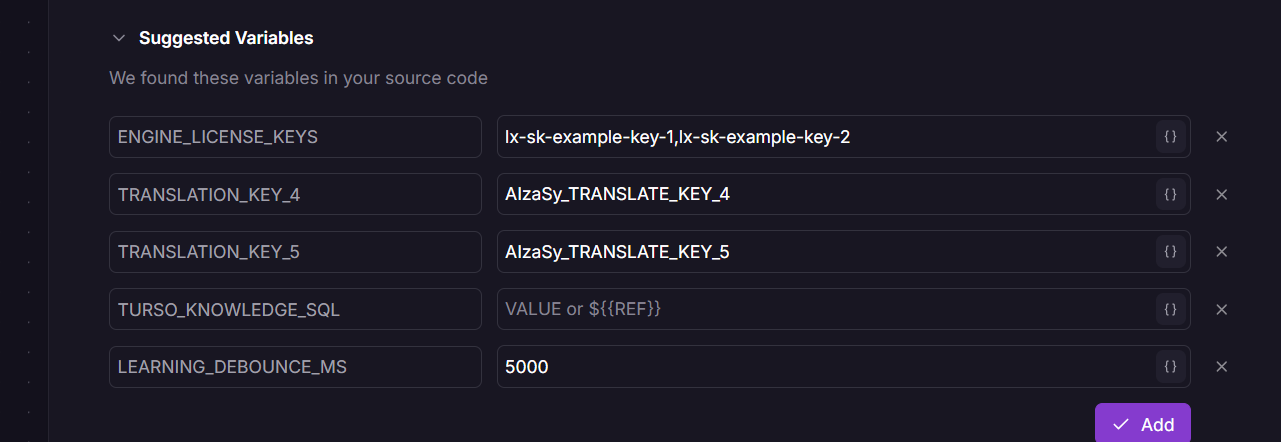 Suggested Variables
We found these variables in your source code
ENGINE_LICENSE_KEYS lx-sk-example-key-1,lx-sk-example-key-2
TRANSLATION_KEY_4 AIzaSy_TRANSLATE_KEY_4
TRANSLATION_KEY_5 AIzaSy_TRANSLATE_KEY_5
TURSO_KNOWLEDGE_SQL VALUE or ${{REF}}
LEARNING_DEBOUNCE_MS 5000
Add